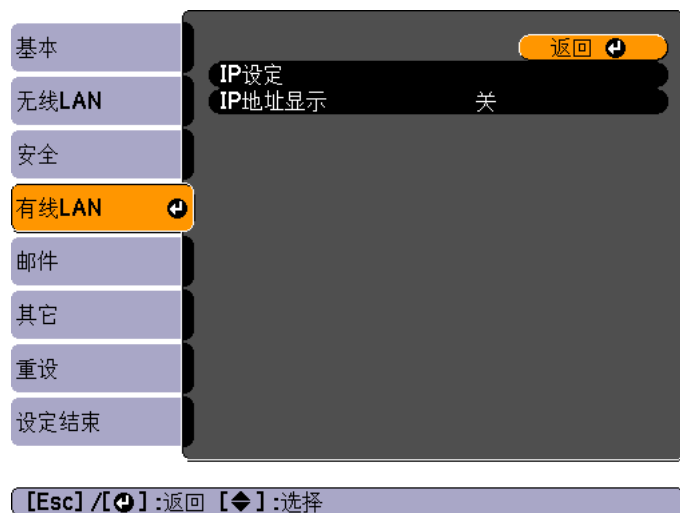 基本
无线LAN
安全
有线LAN
邮件
其它
重设
设定结束
返回
IP设定
IP地址显示 关
[Esc] /[ ] :返回 [ ] :选择